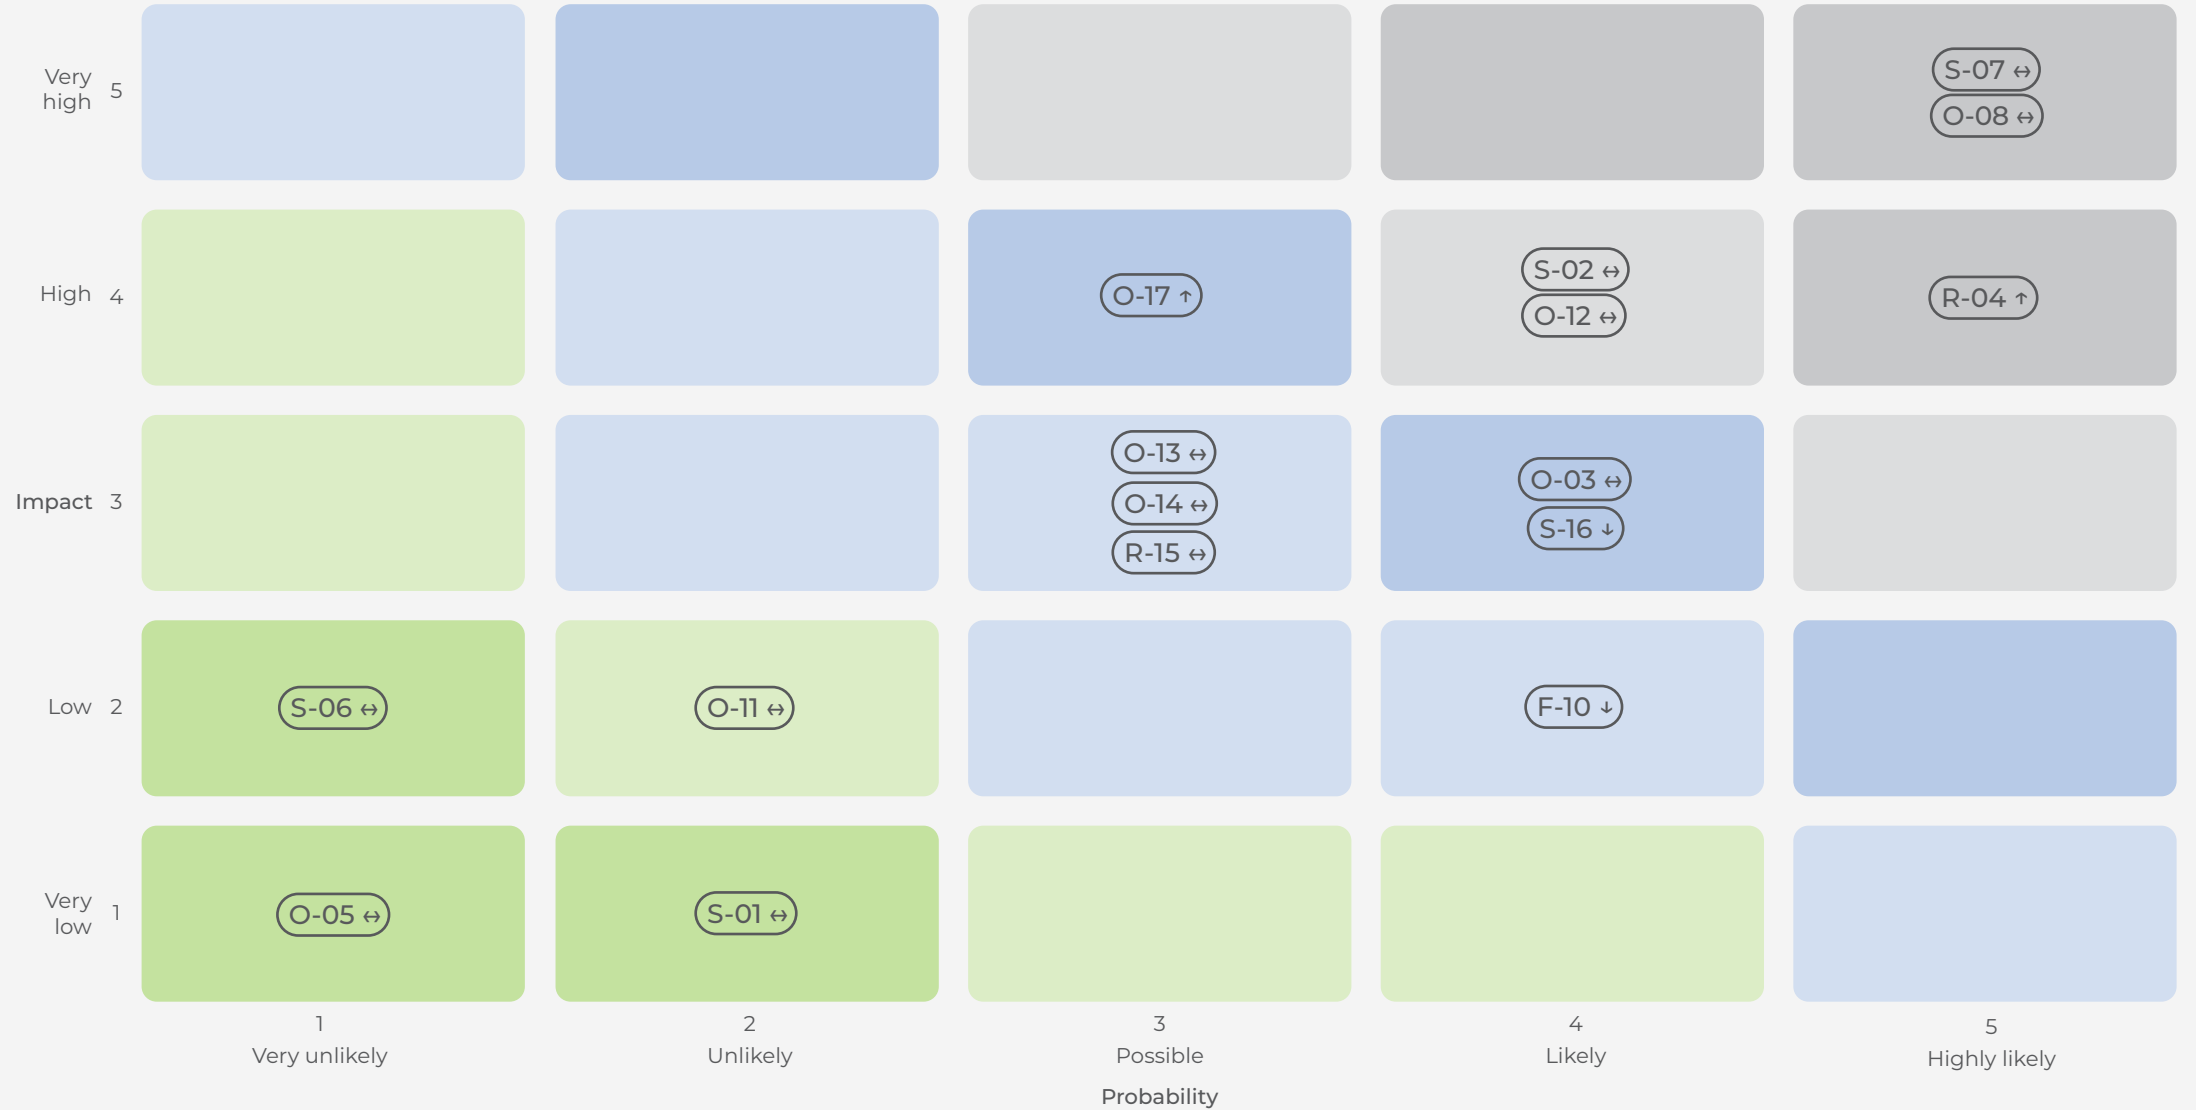 Very
high 5
S-07 ↔
O-08 ↔
High 4
O-17 ↑
S-02 ↔
O-12 ↔
R-04 ↑
Impact 3
O-13 ↔
O-14 ↔
R-15 ↔
O-03 ↔
S-16 ↓
Low 2
S-06 ↔
O-11 ↔
F-10 ↓
Very
low 1
O-05 ↔
S-01 ↔
1
Very unlikely
2
Unlikely
3
Possible
4
Likely
5
Highly likely
Probability